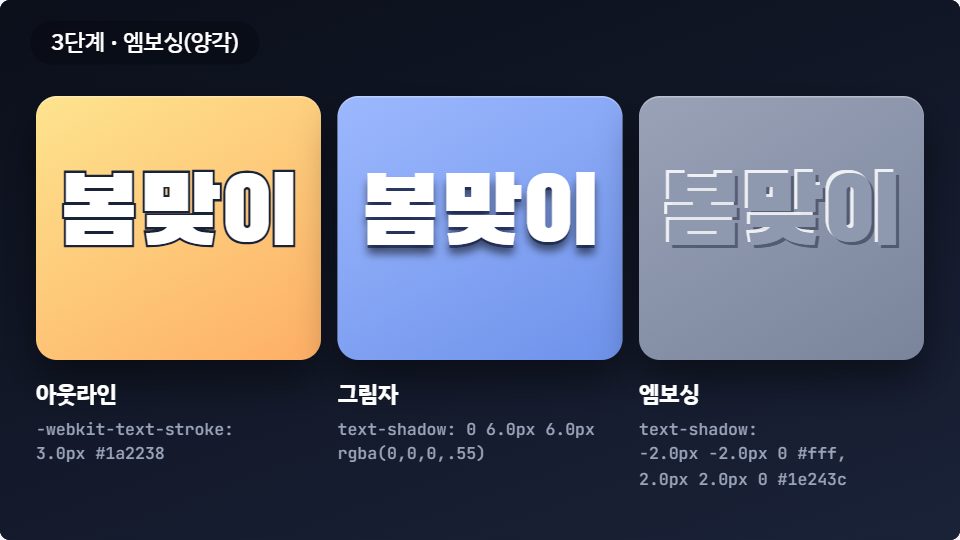 3단계 · 엠보싱(양각)
봄맞이
봄맞이
봄맞이
아웃라인
-webkit-text-stroke:
3.0px #1a2238
그림자
text-shadow: 0 6.0px 6.0px
rgba(0,0,0,.55)
엠보싱
text-shadow:
-2.0px -2.0px 0 #fff,
2.0px 2.0px 0 #1e243c